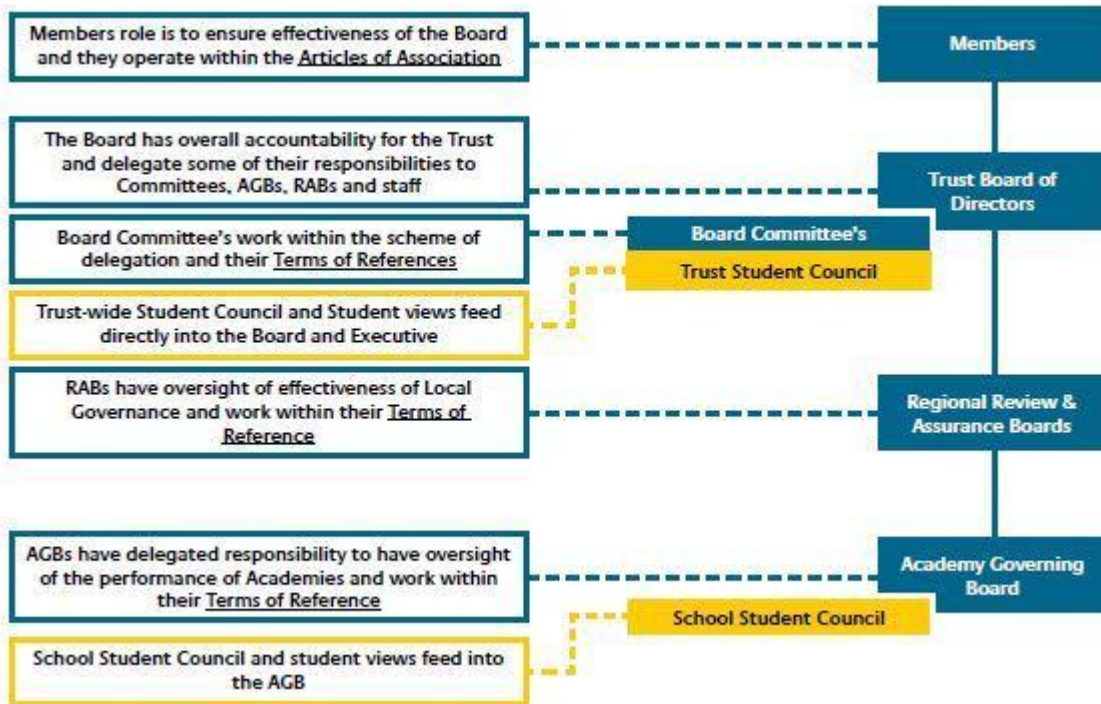 Members role is to ensure effectiveness of the Board
and they operate within the Articles of Association
Members
The Board has overall accountability for the Trust
and delegate some of their responsibilities to
Committees, AGBs, RABs and staff
Trust Board of
Directors
Board Committee's work within the scheme of
delegation and their Terms of References
Board Committee's
Trust Student Council
Trust-wide Student Council and Student views feed
directly into the Board and Executive
RABs have oversight of effectiveness of Local
Governance and work within their Terms of
Reference
Regional Review &
Assurance Boards
AGBs have delegated responsibility to have oversight
of the performance of Academies and work within
their Terms of Reference
Academy Governing
Board
School Student Council
School Student Council and student views feed into
the AGB